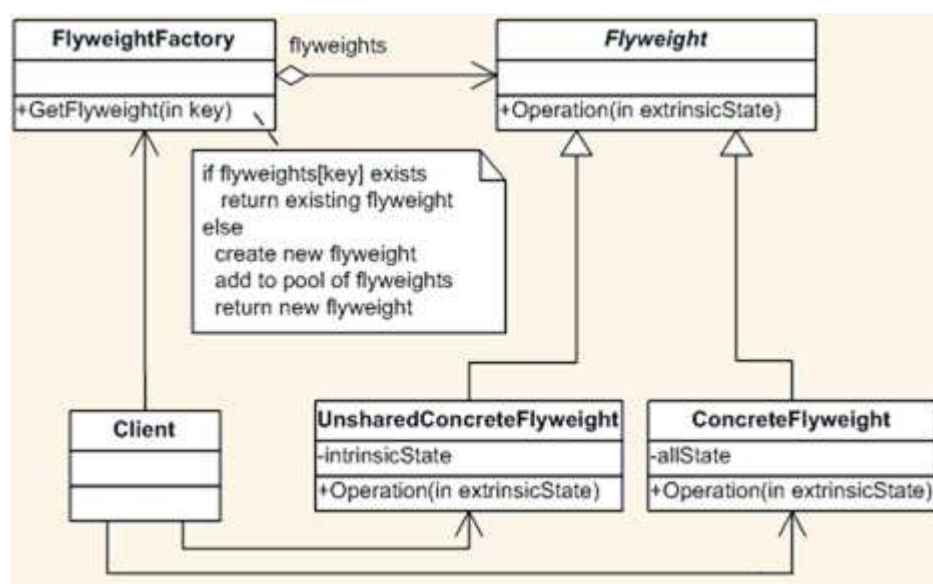 FlyweightFactory
+GetFlyweight(in key)
flyweights
Flyweight
+Operation(in extrinsicState)
if flyweights[key] exists
return existing flyweight
else
create new flyweight
add to pool of flyweights
return new flyweight
Client
UnsharedConcreteFlyweight
-intrinsicState
+Operation(in extrinsicState)
ConcreteFlyweight
-allState
+Operation(in extrinsicState)